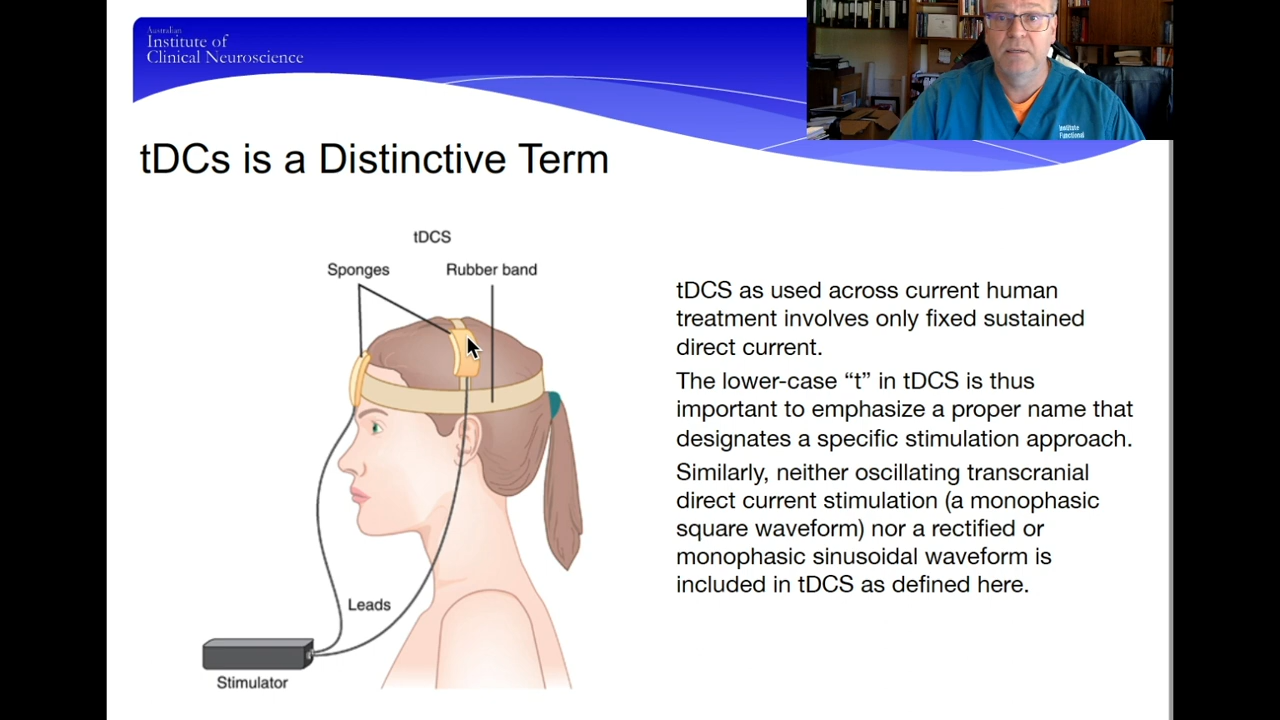 Australian
Institute of
Clinical Neuroscience
Institute
Functional
tDCs is a Distinctive Term
tDCS
Sponges
Rubber band
Leads
Stimulator
tDCS as used across current human
treatment involves only fixed sustained
direct current.
The lower-case “t” in tDCS is thus
important to emphasize a proper name that
designates a specific stimulation approach.
Similarly, neither oscillating transcranial
direct current stimulation (a monophasic
square waveform) nor a rectified or
monophasic sinusoidal waveform is
included in tDCS as defined here.